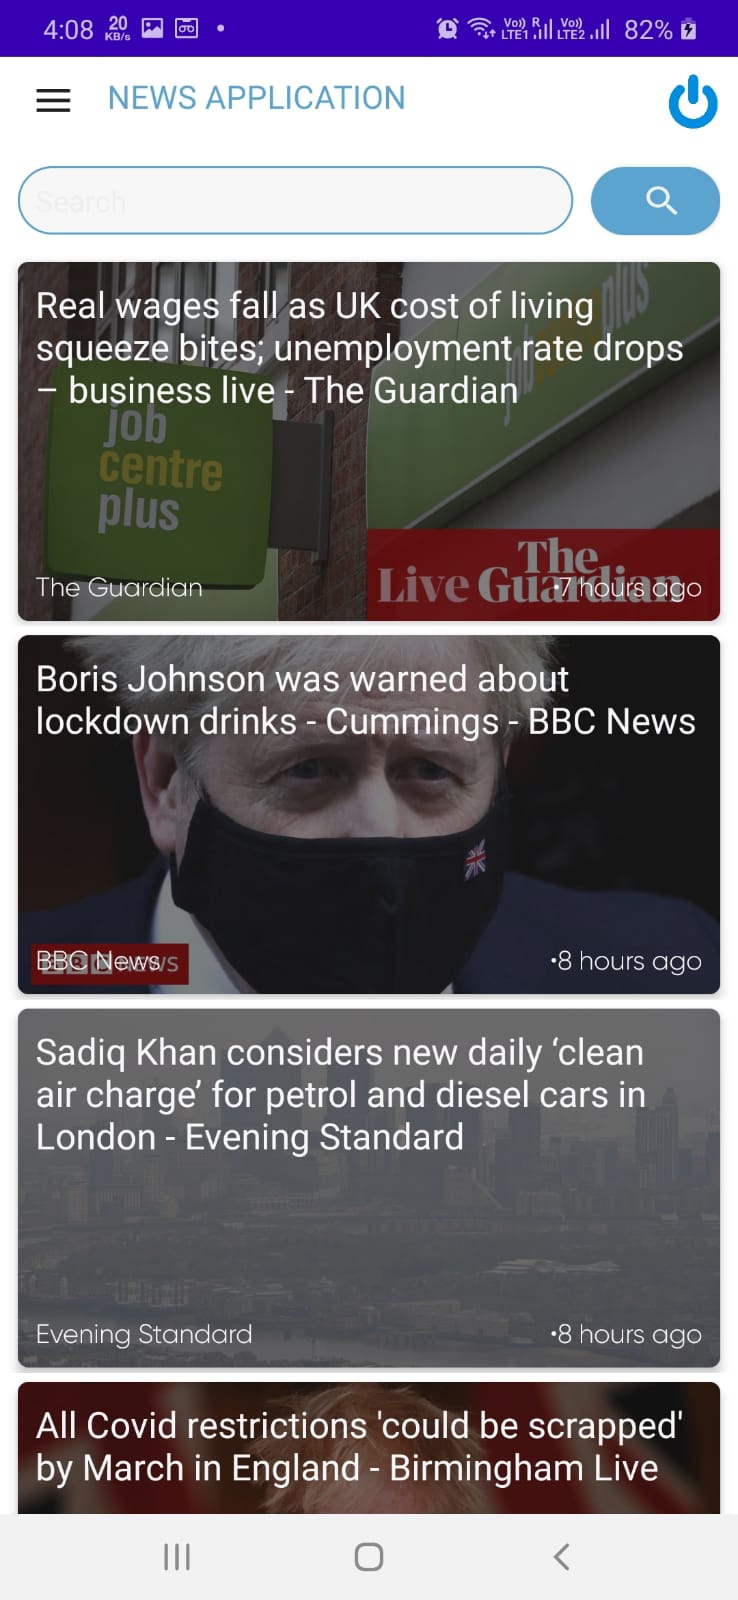 4:08 20 KB/s Vo)) LTE1 R Vo)) LTE2 82%
NEWS APPLICATION
Search
Real wages fall as UK cost of living
squeeze bites; unemployment rate drops
– business live - The Guardian
jobcentreplus
job
centre
plus
The Guardian
Live The Guardian
•7 hours ago
Boris Johnson was warned about
lockdown drinks - Cummings - BBC News
BBC News
BBC NEWS
•8 hours ago
Sadiq Khan considers new daily ‘clean
air charge’ for petrol and diesel cars in
London - Evening Standard
Evening Standard •8 hours ago
All Covid restrictions 'could be scrapped'
by March in England - Birmingham Live